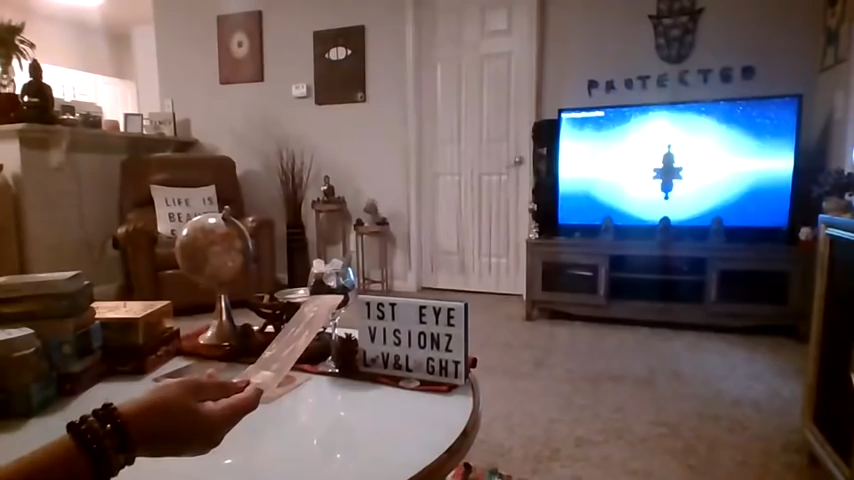 PROTECTED
LIFE IS
1ST EYE
VISIONZ
L♥V&L♥GHT